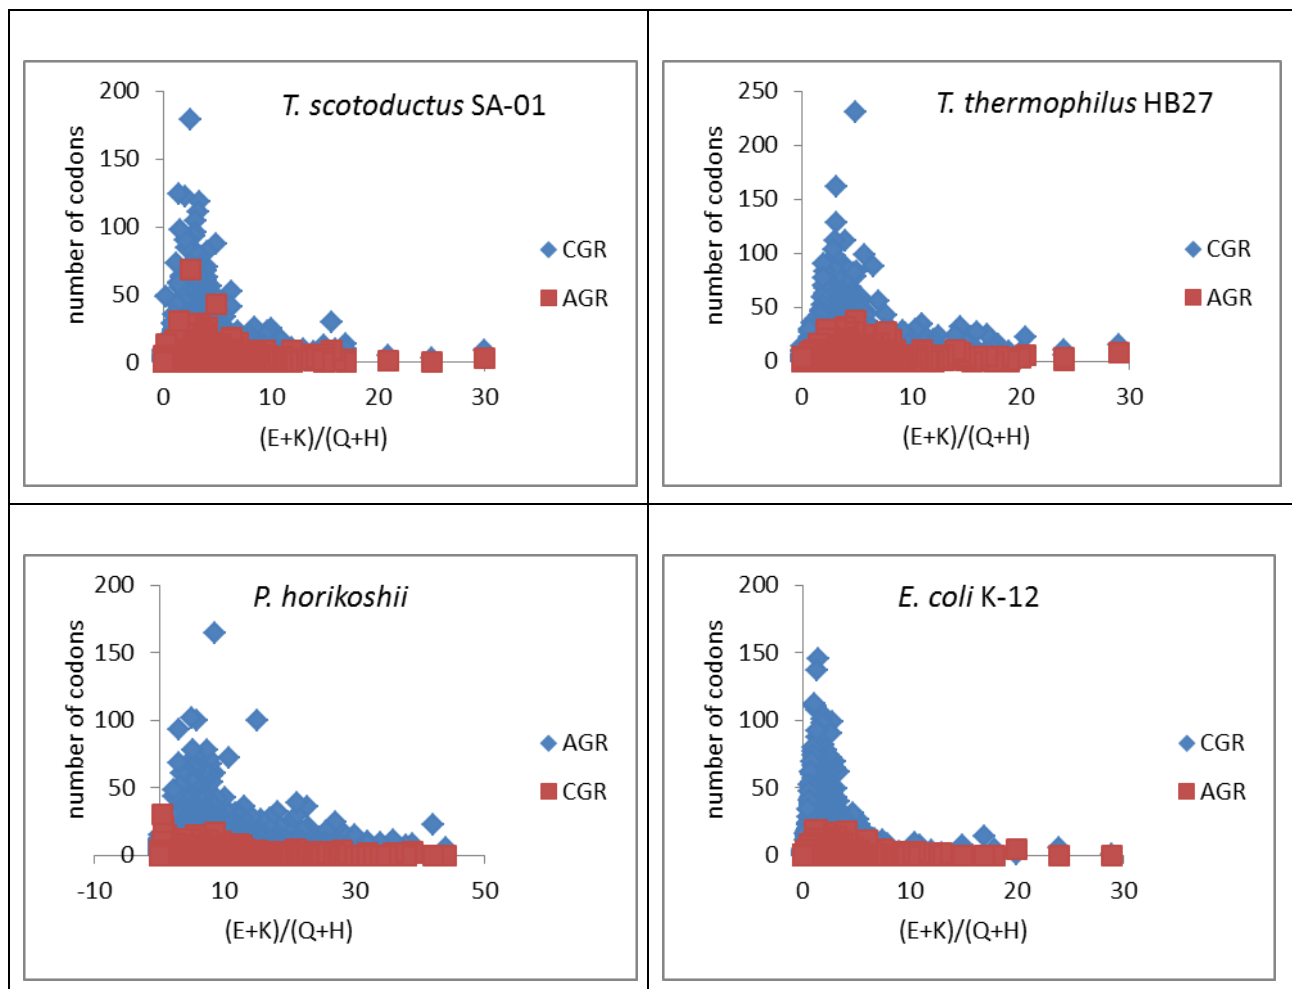 T. scotoductus SA-01
number of codons
200
150
100
50
0
0 10 20 30
(E+K)/(Q+H)
CGR
AGR
T. thermophilus HB27
number of codons
250
200
150
100
50
0
0 10 20 30
(E+K)/(Q+H)
CGR
AGR
P. horikoshii
number of codons
200
150
100
50
0
-10 10 30 50
(E+K)/(Q+H)
AGR
CGR
E. coli K-12
number of codons
200
150
100
50
0
0 10 20 30
(E+K)/(Q+H)
CGR
AGR